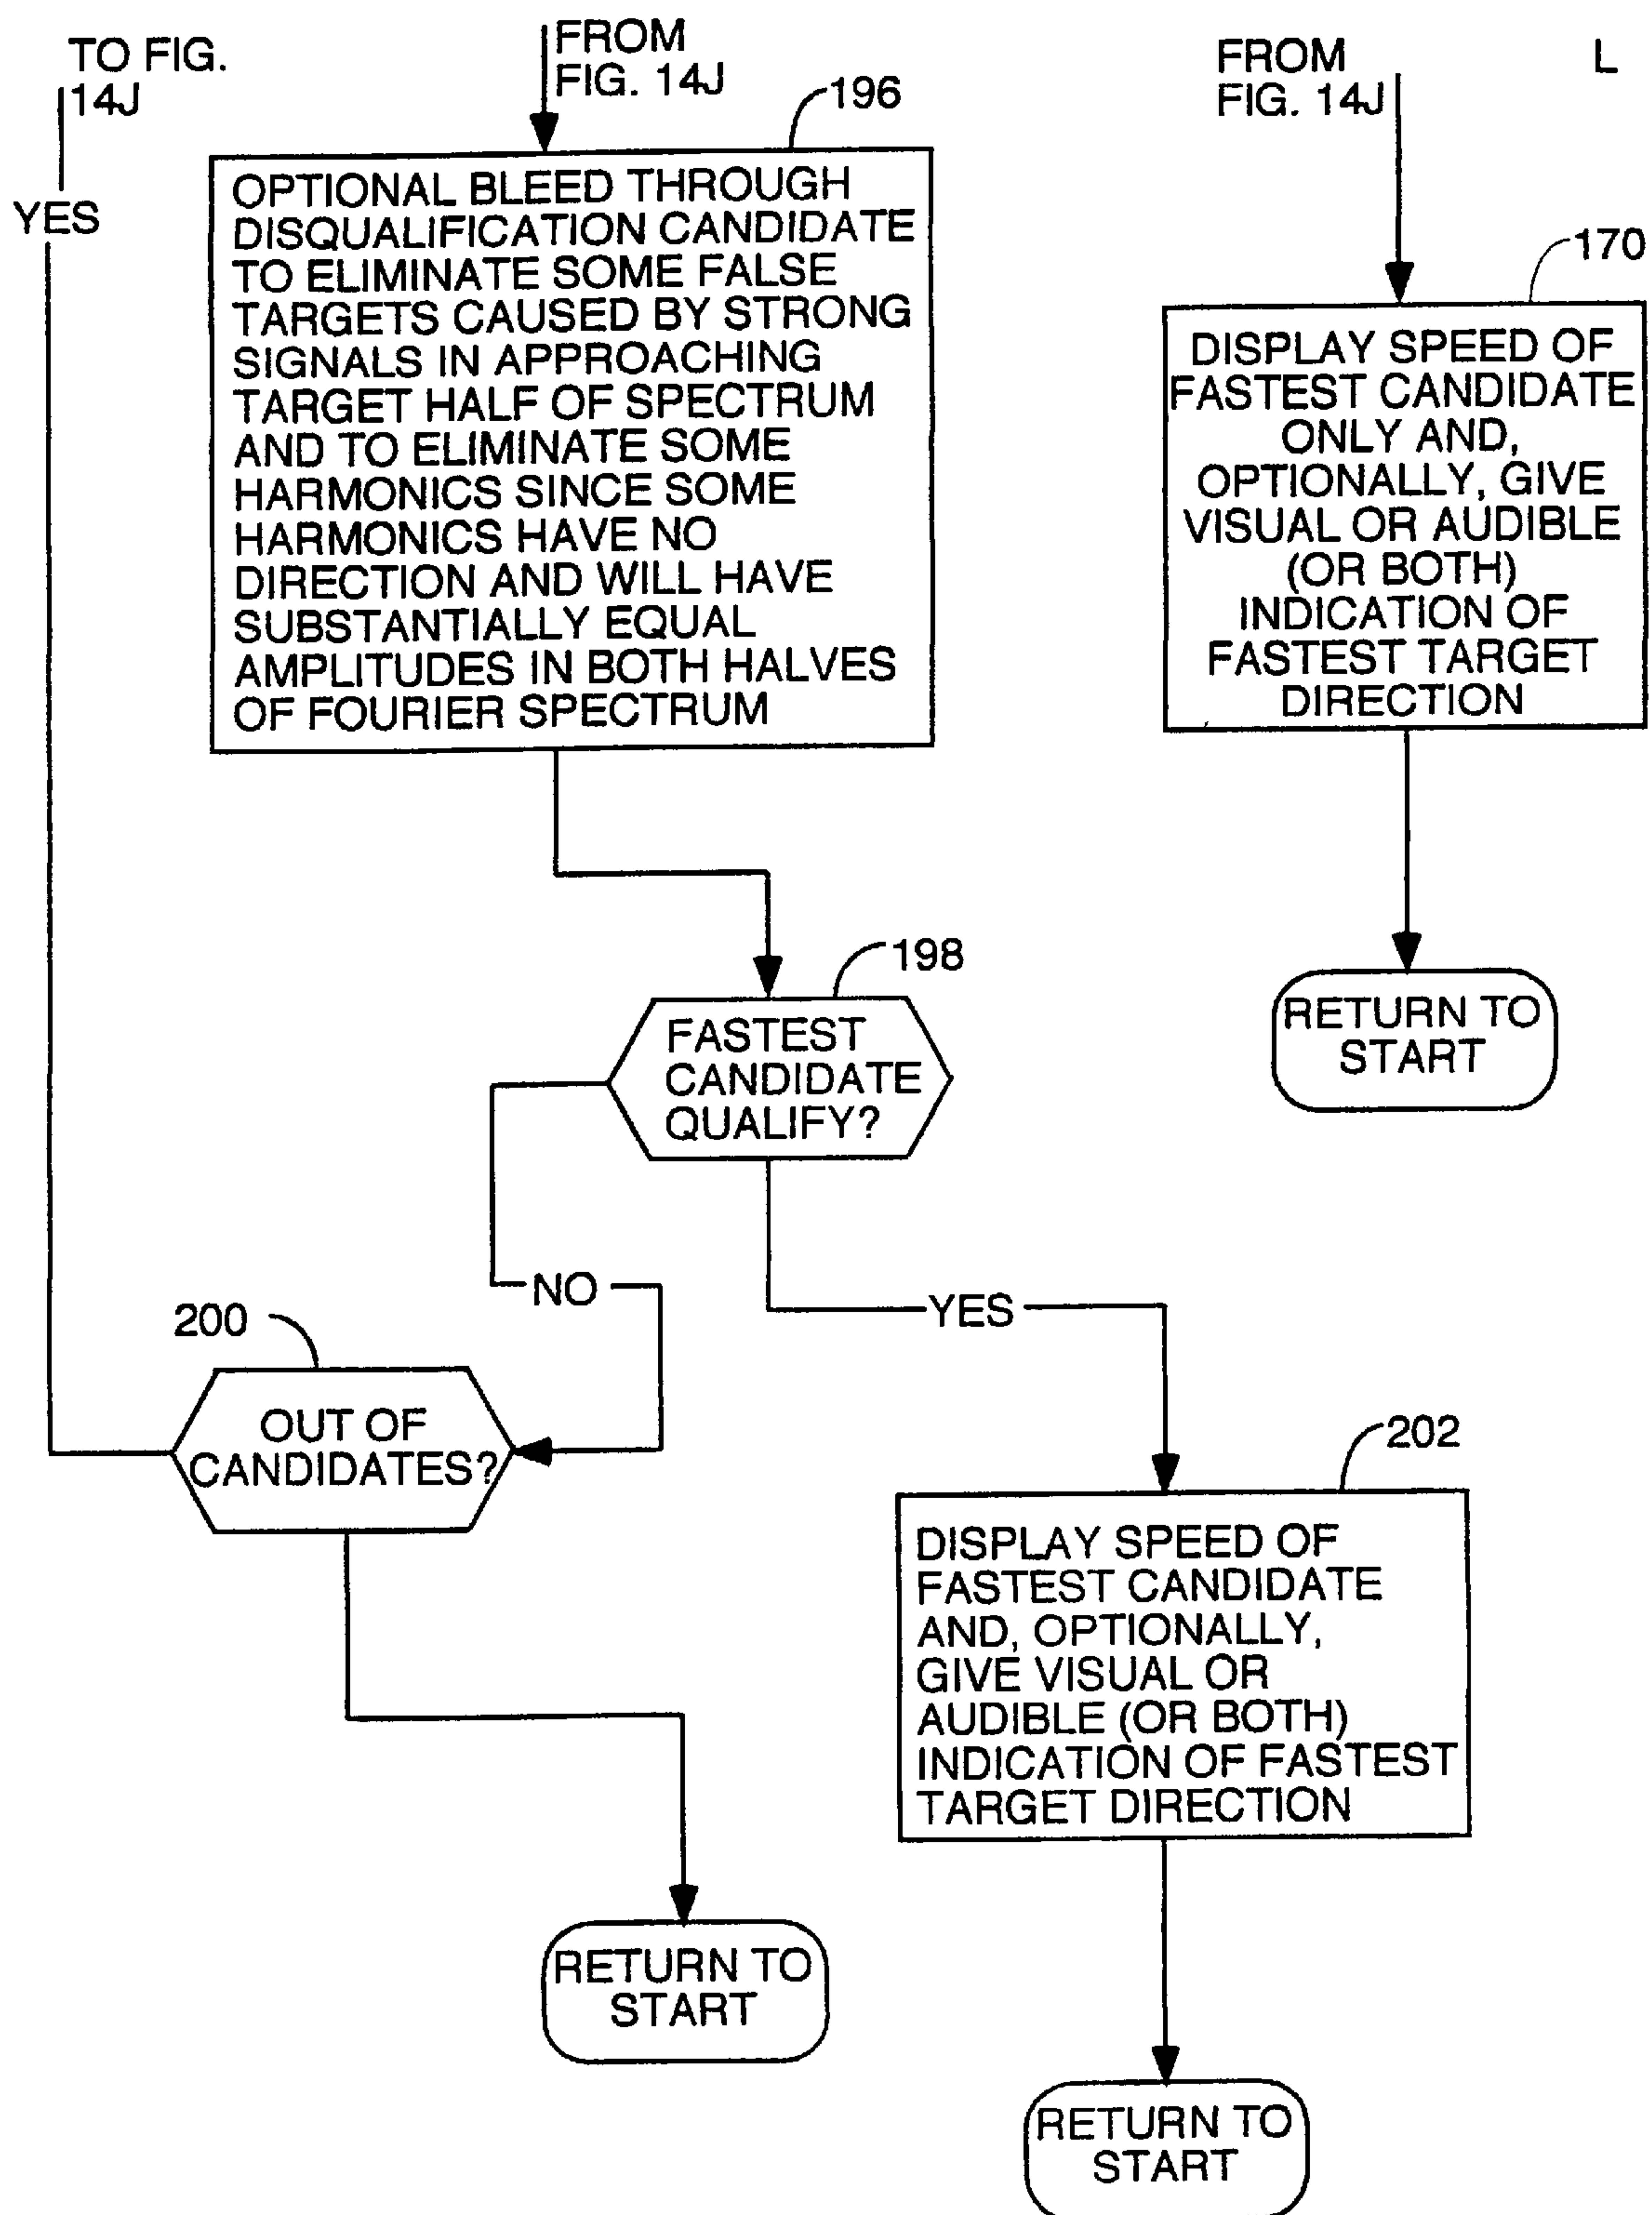 TO FIG.
14J
YES
FROM
FIG. 14J
196
OPTIONAL BLEED THROUGH
DISQUALIFICATION CANDIDATE
TO ELIMINATE SOME FALSE
TARGETS CAUSED BY STRONG
SIGNALS IN APPROACHING
TARGET HALF OF SPECTRUM
AND TO ELIMINATE SOME
HARMONICS SINCE SOME
HARMONICS HAVE NO
DIRECTION AND WILL HAVE
SUBSTANTIALLY EQUAL
AMPLITUDES IN BOTH HALVES
OF FOURIER SPECTRUM
FROM
FIG. 14J
L
170
DISPLAY SPEED OF
FASTEST CANDIDATE
ONLY AND,
OPTIONALLY, GIVE
VISUAL OR AUDIBLE
(OR BOTH)
INDICATION OF
FASTEST TARGET
DIRECTION
RETURN TO
START
198
FASTEST
CANDIDATE
QUALIFY?
NO
YES
200
OUT OF
CANDIDATES?
RETURN TO
START
202
DISPLAY SPEED OF
FASTEST CANDIDATE
AND, OPTIONALLY,
GIVE VISUAL OR
AUDIBLE (OR BOTH)
INDICATION OF FASTEST
TARGET DIRECTION
RETURN TO
START